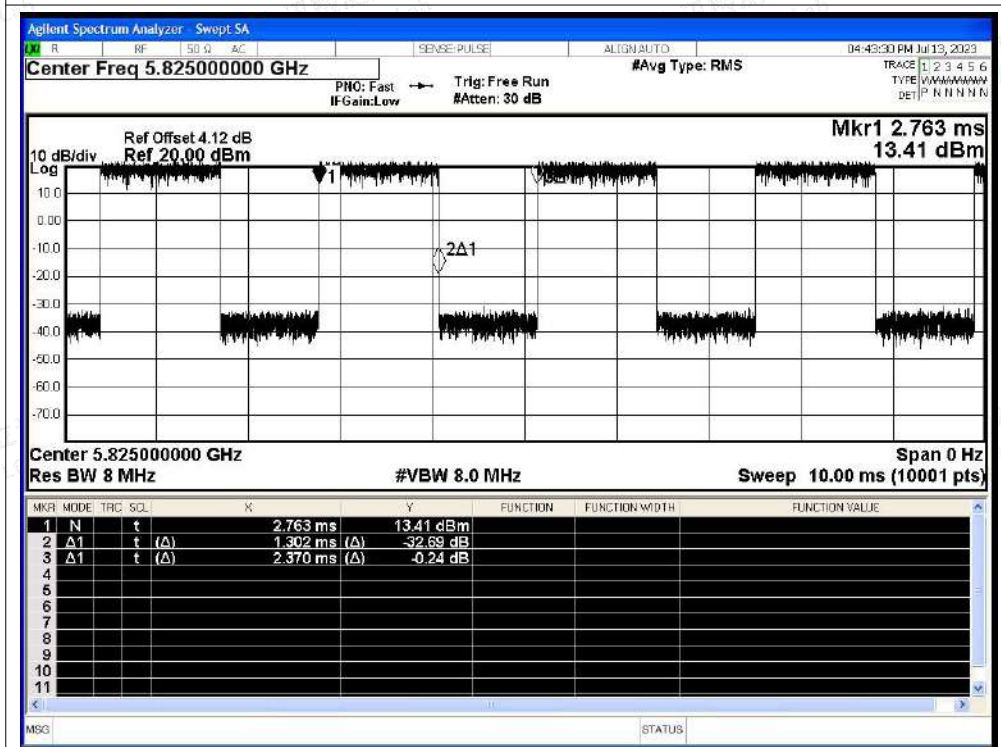 Agilent Spectrum Analyzer - Swept SA
LXI R RF 50 Ω AC SENSE:PULSE ALIGN AUTO 04:43:30 PM Jul 13, 2023
Center Freq 5.825000000 GHz
PNO: Fast
IFGain:Low
Trig: Free Run
#Atten: 30 dB
#Avg Type: RMS
TRACE 1 2 3 4 5 6
TYPE
DET P N N N N N
Mkr1 2.763 ms
13.41 dBm
Ref Offset 4.12 dB
10 dB/div Ref 20.00 dBm
Log
1
10.0
0.00
2Δ1
-10.0
-20.0
-30.0
-40.0
-50.0
-60.0
-70.0
Center 5.825000000 GHz Span 0 Hz
Res BW 8 MHz #VBW 8.0 MHz Sweep 10.00 ms (10001 pts)
MKR MODE TRC SCL X Y FUNCTION FUNCTION WIDTH FUNCTION VALUE
1 N t 2.763 ms 13.41 dBm
2 Δ1 t (Δ) 1.302 ms (Δ) -32.69 dB
3 Δ1 t (Δ) 2.370 ms (Δ) -0.24 dB
4
5
6
7
8
9
10
11
MSG STATUS